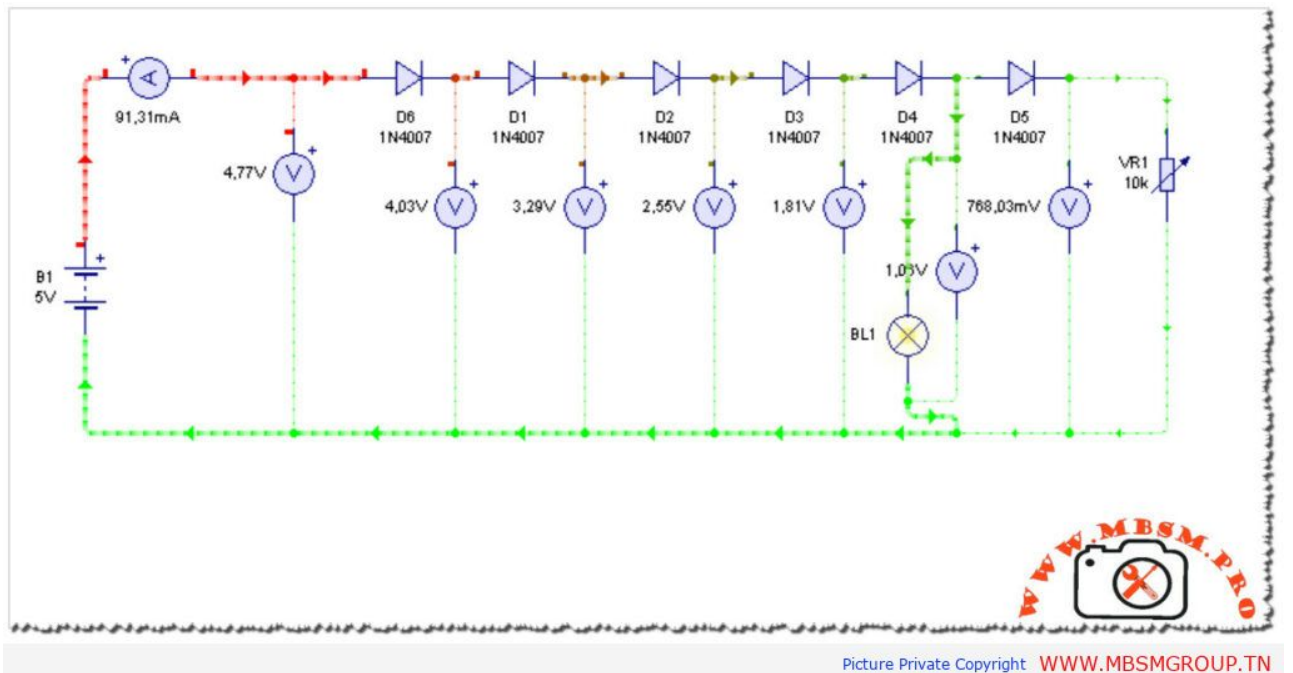 A
91,31mA
D6
1N4007
D1
1N4007
D2
1N4007
D3
1N4007
D4
1N4007
D5
1N4007
VR1
10k
4,77V
V
4,03V
V
3,29V
V
2,55V
V
1,81V
V
768,03mV
V
V
B1
5V
BL1
WWW.MBSM.PRO
Picture Private Copyright WWW.MBSMGROUP.TN